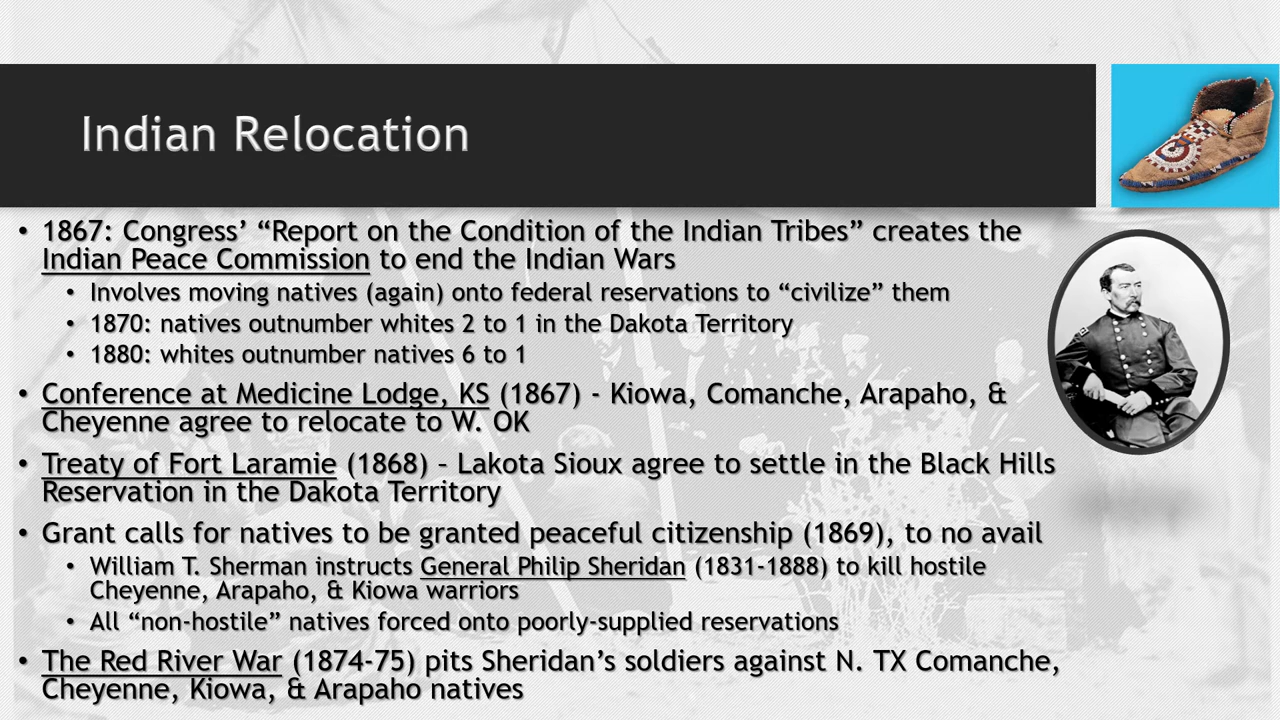 Indian Relocation
• 1867: Congress’ “Report on the Condition of the Indian Tribes” creates the
Indian Peace Commission to end the Indian Wars
• Involves moving natives (again) onto federal reservations to “civilize” them
• 1870: natives outnumber whites 2 to 1 in the Dakota Territory
• 1880: whites outnumber natives 6 to 1
• Conference at Medicine Lodge, KS (1867) - Kiowa, Comanche, Arapaho, &
Cheyenne agree to relocate to W. OK
• Treaty of Fort Laramie (1868) – Lakota Sioux agree to settle in the Black Hills
Reservation in the Dakota Territory
• Grant calls for natives to be granted peaceful citizenship (1869), to no avail
• William T. Sherman instructs General Philip Sheridan (1831-1888) to kill hostile
Cheyenne, Arapaho, & Kiowa warriors
• All “non-hostile” natives forced onto poorly-supplied reservations
• The Red River War (1874-75) pits Sheridan’s soldiers against N. TX Comanche,
Cheyenne, Kiowa, & Arapaho natives